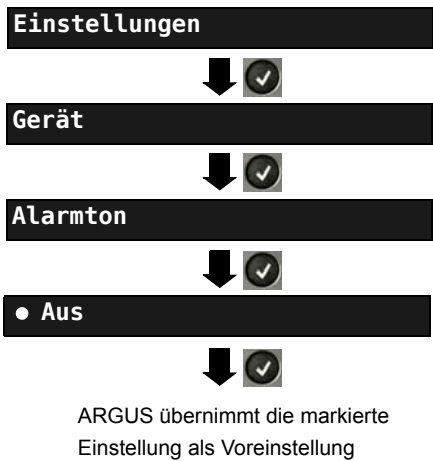 Einstellungen
Gerät
Alarmton
Aus
ARGUS übernimmt die markierte
Einstellung als Voreinstellung